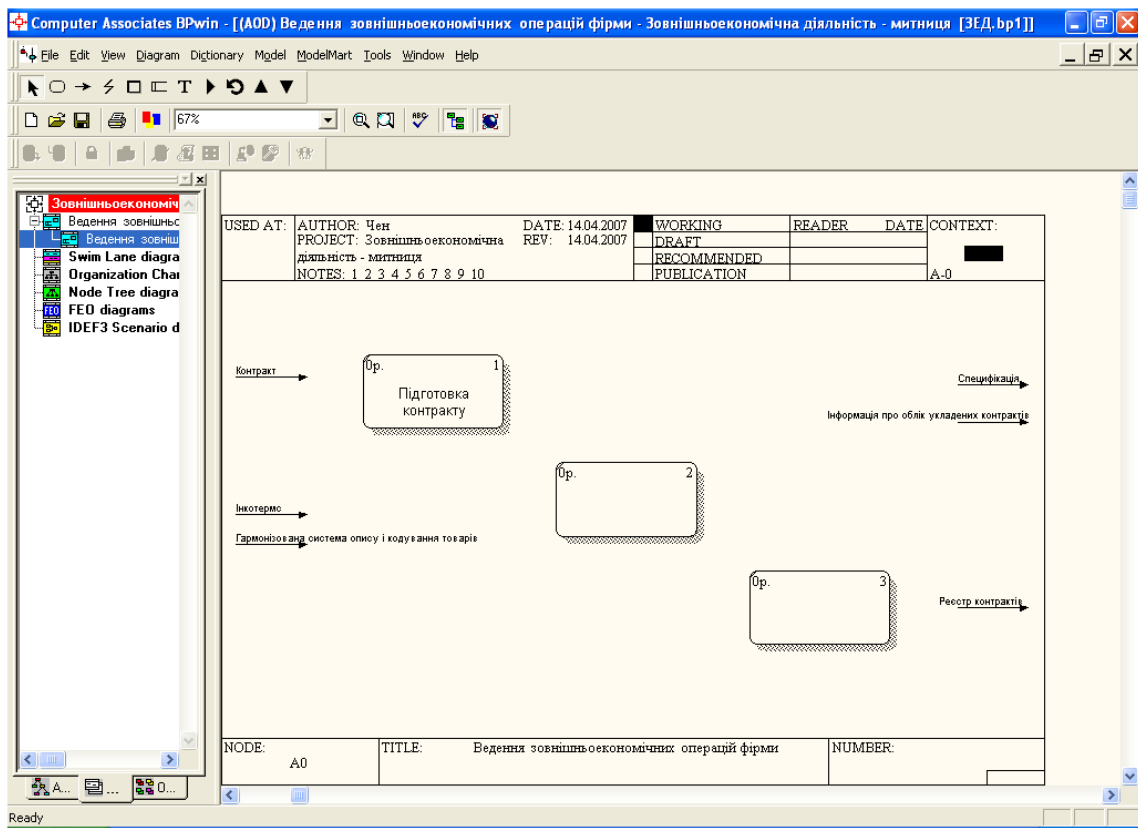 Computer Associates BPwin - [(AOD) Ведення зовнішньоекономічних операцій фірми - Зовнішньоекономічна діяльність - митниця [ЗЕД.bp1]]
File Edit View Diagram Dictionary Model ModelMart Tools Window Help
67%
Зовнішньоекономіч
Ведення зовнішньс
Ведення зовніш
Swim Lane diagra
Organization Char
Node Tree diagra
FEO diagrams
IDEF3 Scenario d
A...
...
O...
USED AT:
AUTHOR: Чен
DATE: 14.04.2007
PROJECT: Зовнішньоекономічна
REV: 14.04.2007
діяльність - митниця
NOTES: 1 2 3 4 5 6 7 8 9 10
WORKING
DRAFT
RECOMMENDED
PUBLICATION
READER DATE
CONTEXT:
A-0
Контракт
0р. 1
Підготовка
контракту
Специфікація
Інформація про облік укладених контрактів
0р. 2
Інкотермс
Гармонізована система опису і кодування товарів
0р. 3
Реєстр контрактів
NODE:
A0
TITLE: Ведення зовнішньоекономічних операцій фірми
NUMBER:
Ready